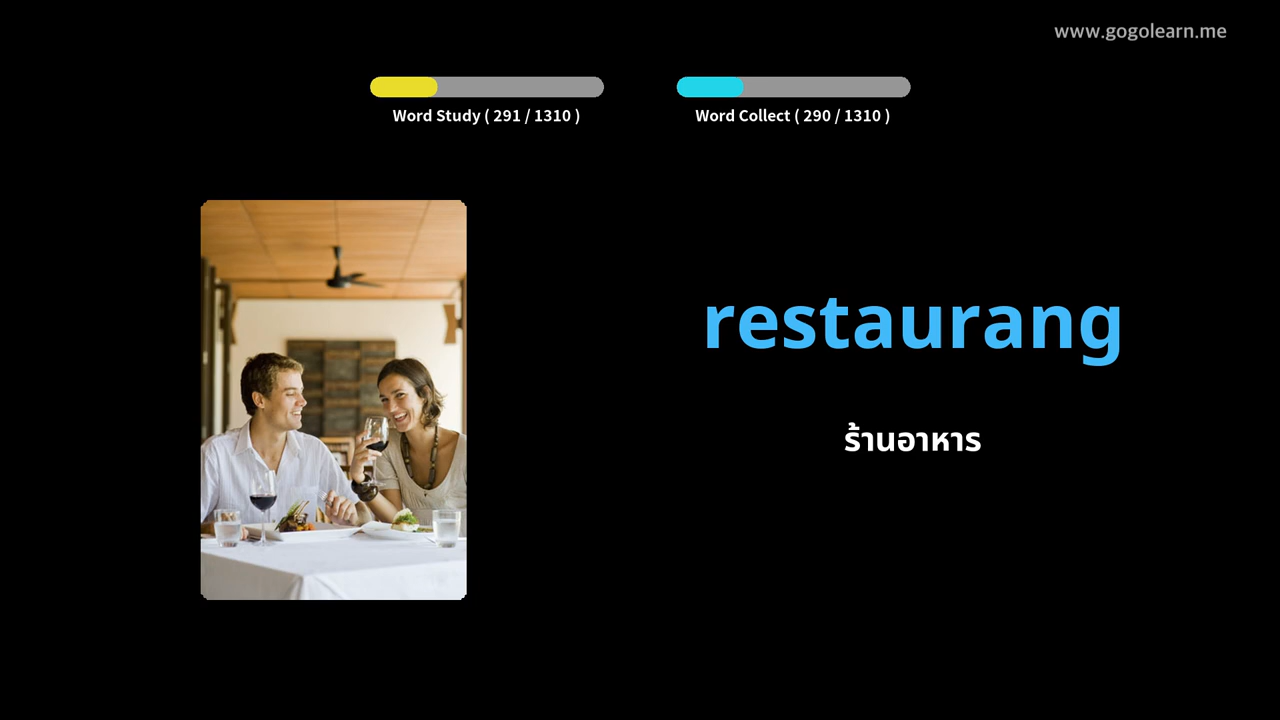 www.gogolearn.me
Word Study ( 291 / 1310 )
Word Collect ( 290 / 1310 )
restaurang
ร้านอาหาร